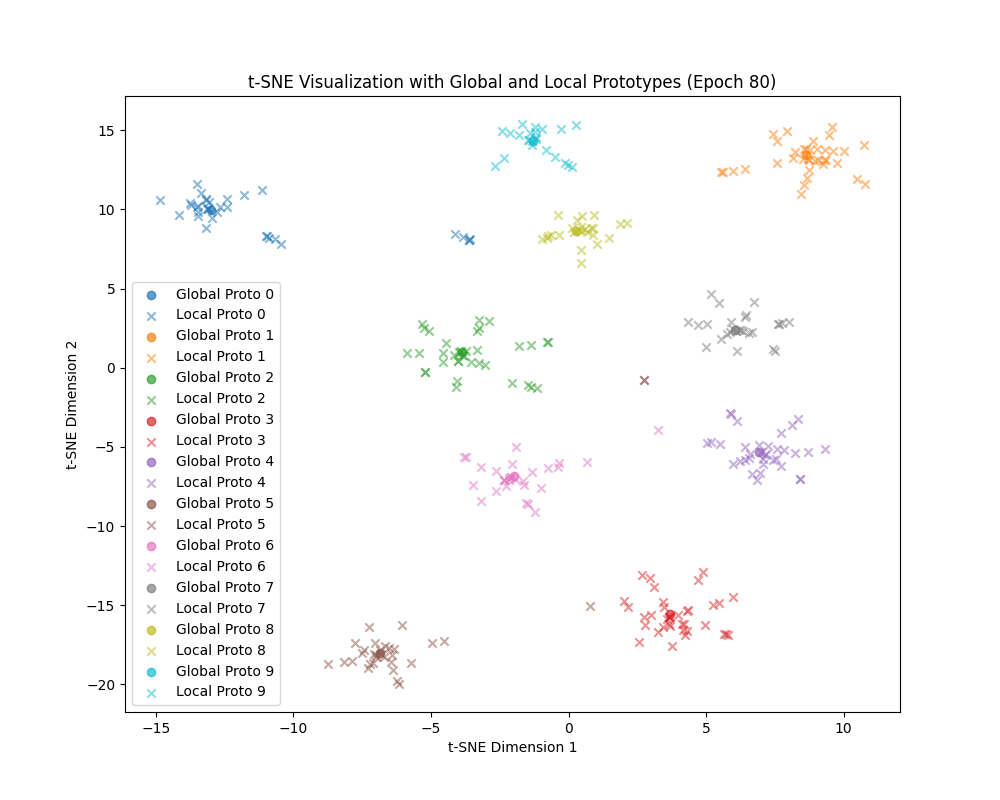 t-SNE Visualization with Global and Local Prototypes (Epoch 80)
15
10
5
0
−5
−10
−15
−20
t-SNE Dimension 2
Global Proto 0
Local Proto 0
Global Proto 1
Local Proto 1
Global Proto 2
Local Proto 2
Global Proto 3
Local Proto 3
Global Proto 4
Local Proto 4
Global Proto 5
Local Proto 5
Global Proto 6
Local Proto 6
Global Proto 7
Local Proto 7
Global Proto 8
Local Proto 8
Global Proto 9
Local Proto 9
−15 −10 −5 0 5 10
t-SNE Dimension 1